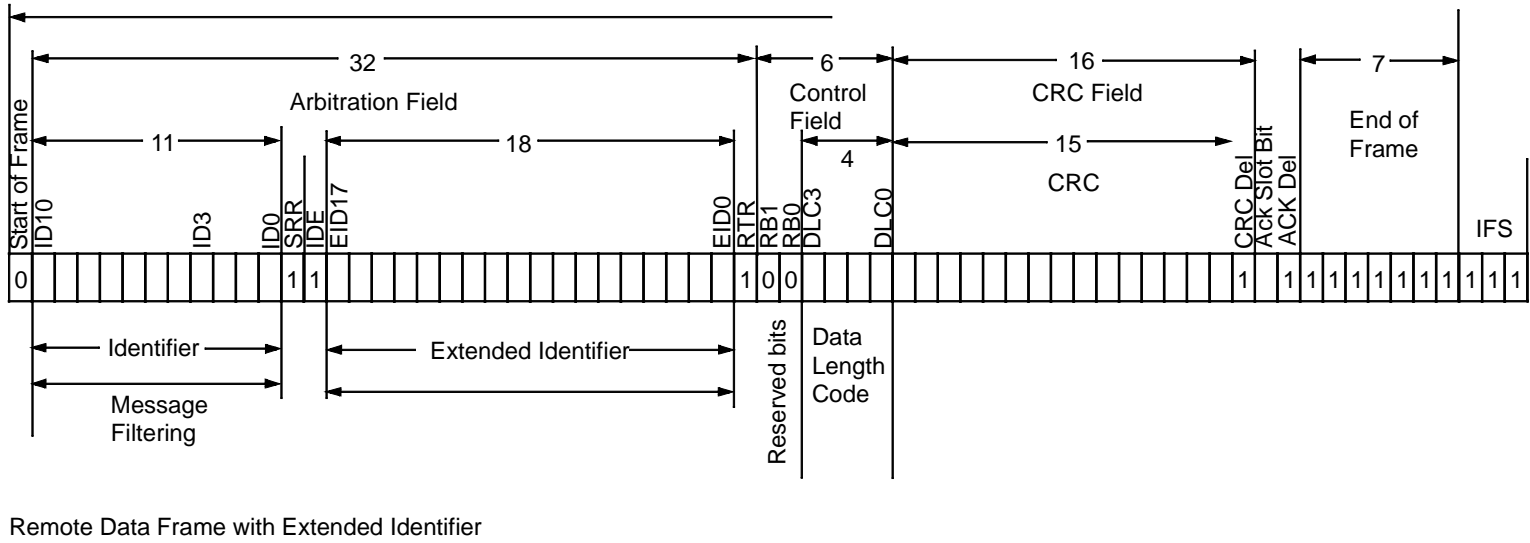 32
6
16
7
Arbitration Field
Control
Field
CRC Field
End of
Frame
11
18
4
15
CRC
Start of Frame
ID10
ID3
ID0
SRR
IDE
EID17
EID0
RTR
RB1
RB0
DLC3
DLC0
CRC Del
Ack Slot Bit
ACK Del
IFS
0 1 1 1 0 0 1 1 1 1 1 1 1 1 1 1 1 1
Identifier
Extended Identifier
Message
Filtering
Reserved bits
Data
Length
Code
Remote Data Frame with Extended Identifier